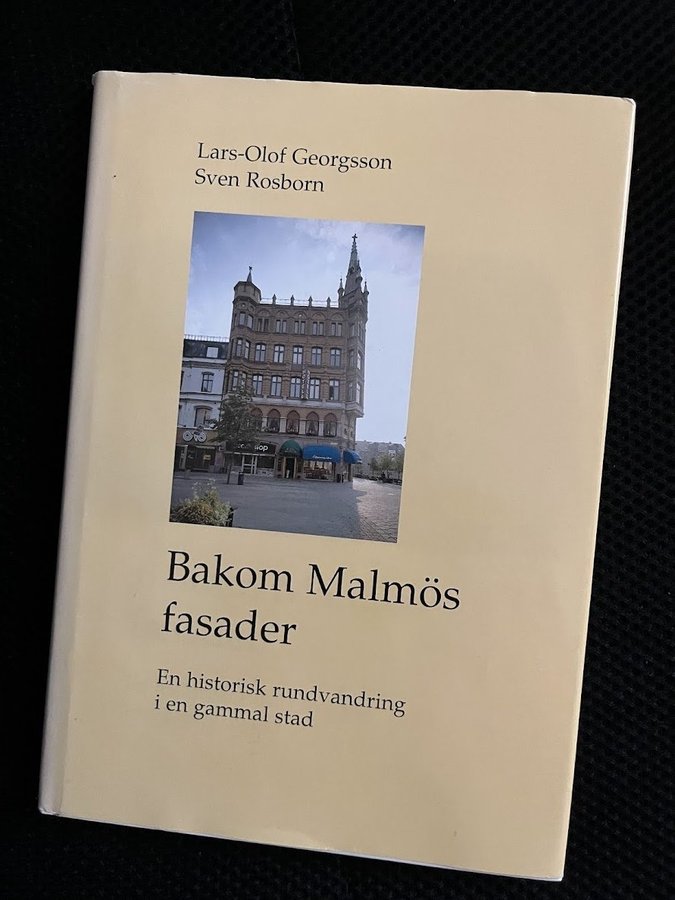 Lars-Olof Georgsson
Sven Rosborn
Bakom Malmös
fasader
En historisk rundvandring
i en gammal stad